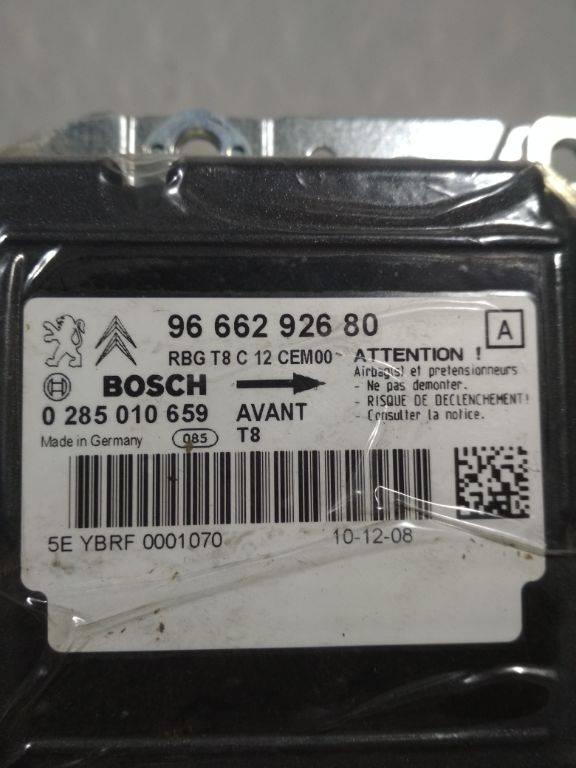 96 662 926 80
A
RBG T8 C 12 CEM00
ATTENTION !
Airbag(s) et pretensionneurs
- Ne pas demonter.
- RISQUE DE DECLENCHEMENT!
- Consulter la notice.
BOSCH
0 285 010 659
AVANT
Made in Germany
085
T8
5E YBRF 0001070
10-12-08